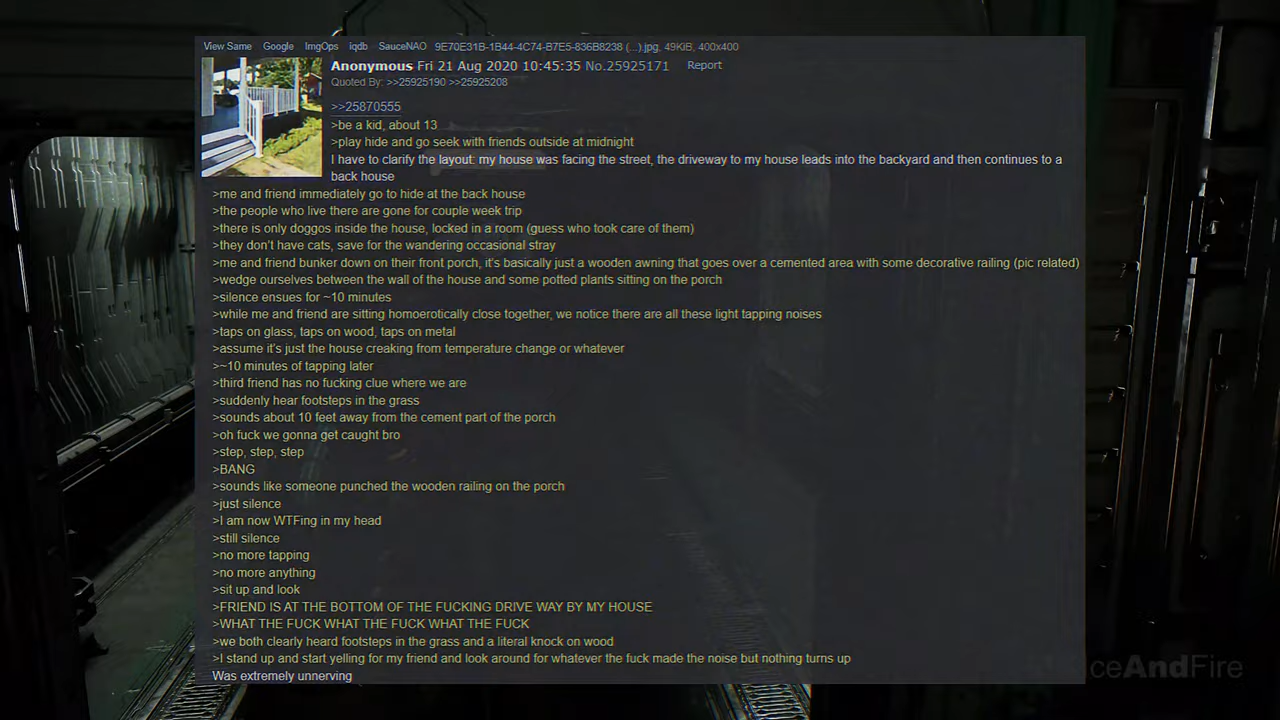 View Same Google ImgOps iqdb SauceNAO 9E70E31B-1B44-4C74-B7E5-836B8238 (...).jpg, 49KiB, 400x400
Anonymous Fri 21 Aug 2020 10:45:35 No.25925171 Report
Quoted By: >>25925190 >>25925208
>>25870555
>be a kid, about 13
>play hide and go seek with friends outside at midnight
I have to clarify the layout: my house was facing the street, the driveway to my house leads into the backyard and then continues to a
back house
>me and friend immediately go to hide at the back house
>the people who live there are gone for couple week trip
>there is only doggos inside the house, locked in a room (guess who took care of them)
>they don't have cats, save for the wandering occasional stray
>me and friend bunker down on their front porch, it's basically just a wooden awning that goes over a cemented area with some decorative railing (pic related)
>wedge ourselves between the wall of the house and some potted plants sitting on the porch
>silence ensues for ~10 minutes
>while me and friend are sitting homoerotically close together, we notice there are all these light tapping noises
>taps on glass, taps on wood, taps on metal
>assume it's just the house creaking from temperature change or whatever
>~10 minutes of tapping later
>third friend has no fucking clue where we are
>suddenly hear footsteps in the grass
>sounds about 10 feet away from the cement part of the porch
>oh fuck we gonna get caught bro
>step, step, step
>BANG
>sounds like someone punched the wooden railing on the porch
>just silence
>I am now WTFing in my head
>still silence
>no more tapping
>no more anything
>sit up and look
>FRIEND IS AT THE BOTTOM OF THE FUCKING DRIVE WAY BY MY HOUSE
>WHAT THE FUCK WHAT THE FUCK WHAT THE FUCK
>we both clearly heard footsteps in the grass and a literal knock on wood
>I stand up and start yelling for my friend and look around for whatever the fuck made the noise but nothing turns up
Was extremely unnerving
ceAndFire